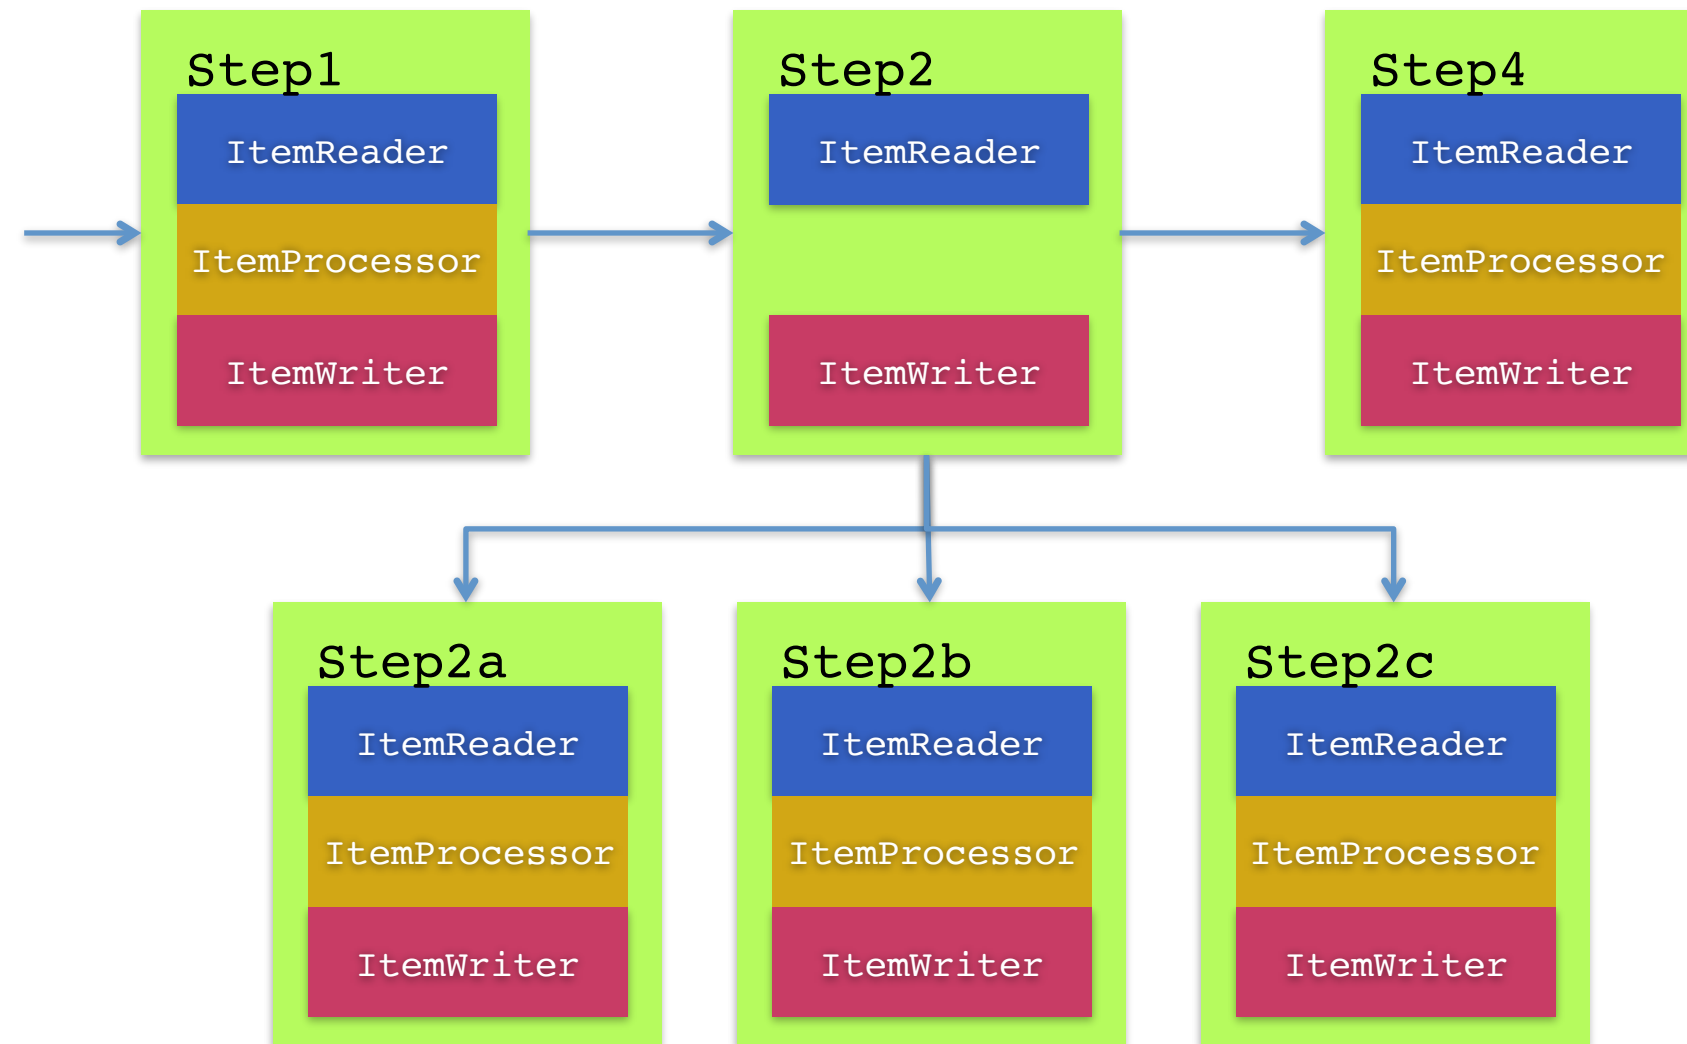 Step1
ItemReader
ItemProcessor
ItemWriter
Step2
ItemReader
ItemWriter
Step4
ItemReader
ItemProcessor
ItemWriter
Step2a
ItemReader
ItemProcessor
ItemWriter
Step2b
ItemReader
ItemProcessor
ItemWriter
Step2c
ItemReader
ItemProcessor
ItemWriter